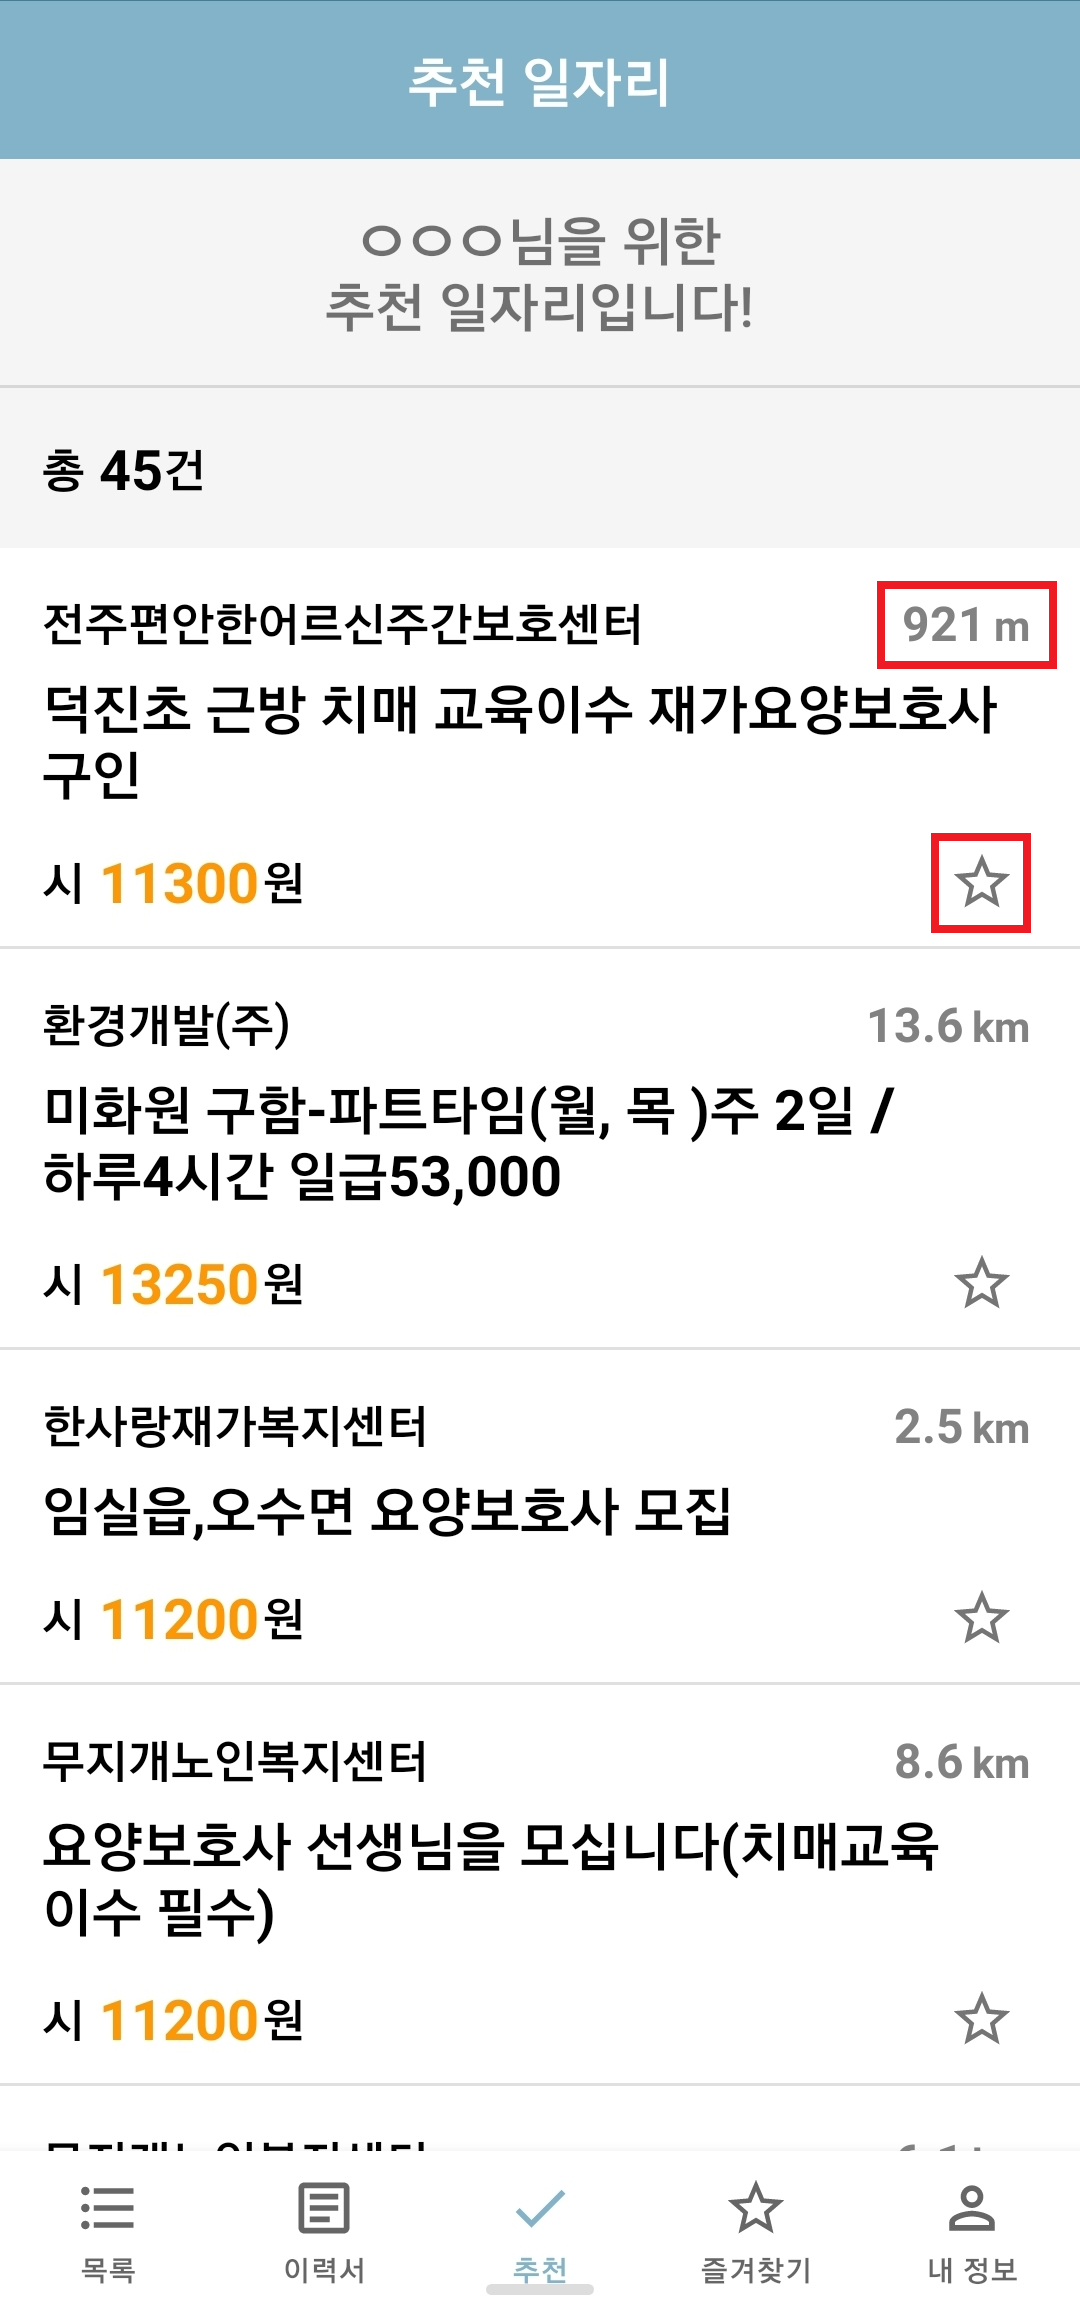 추천 일자리
ㅇㅇㅇ님을 위한
추천 일자리입니다!
총 45건
전주편안한어르신주간보호센터
921 m
덕진초 근방 치매 교육이수 재가요양보호사
구인
시 11300원
환경개발(주)
13.6 km
미화원 구함-파트타임(월, 목 )주 2일 /
하루4시간 일급53,000
시 13250원
한사랑재가복지센터
2.5 km
임실읍,오수면 요양보호사 모집
시 11200원
무지개노인복지센터
8.6 km
요양보호사 선생님을 모십니다(치매교육
이수 필수)
시 11200원
목록
이력서
추천
즐겨찾기
내 정보